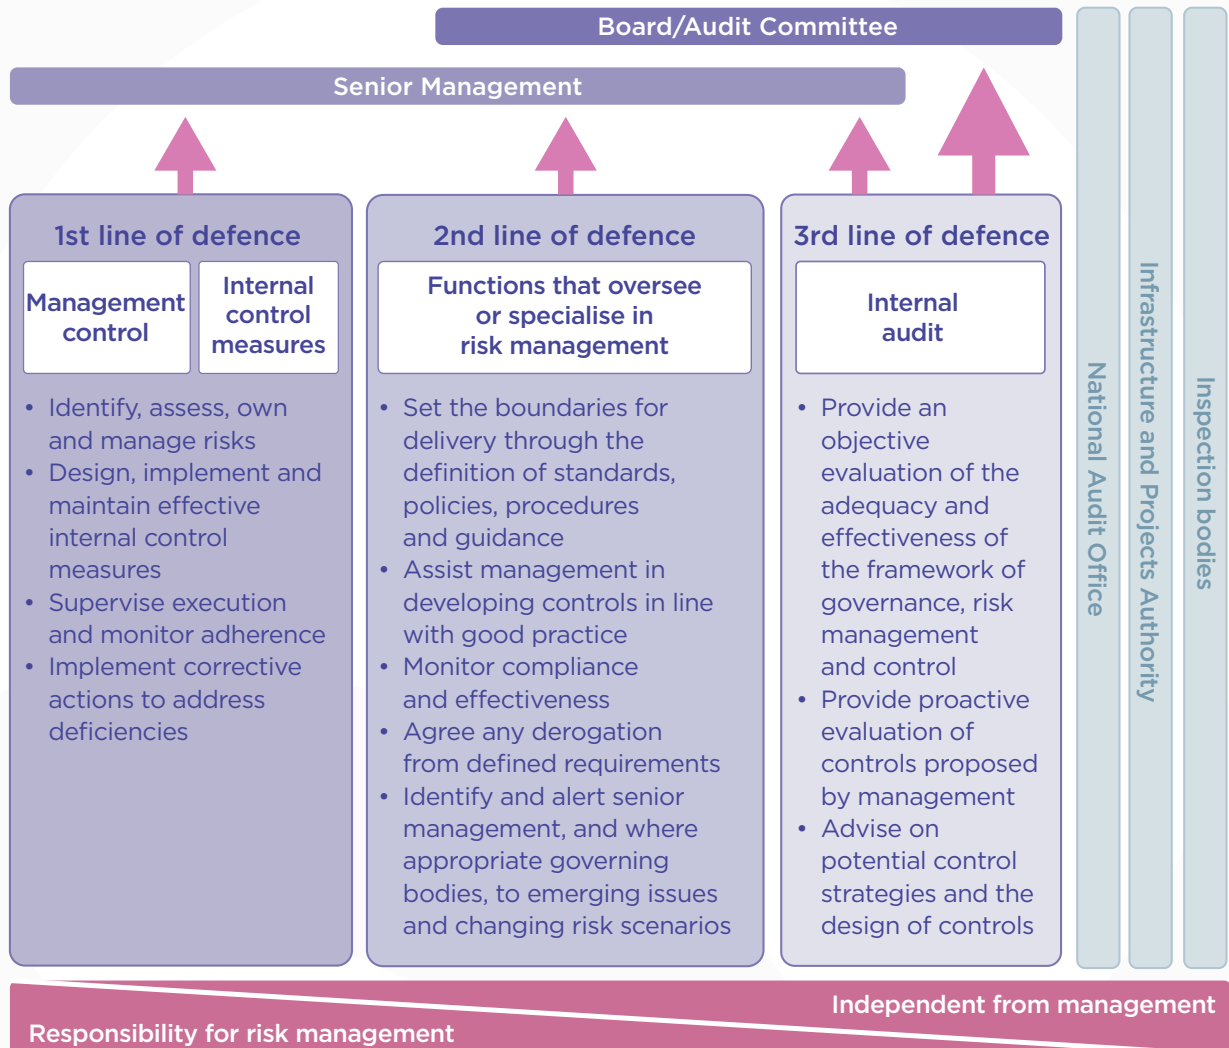 Board/Audit Committee
Senior Management
1st line of defence
Management
control
Internal
control
measures
• Identify, assess, own
and manage risks
• Design, implement and
maintain effective
internal control
measures
• Supervise execution
and monitor adherence
• Implement corrective
actions to address
deficiencies
2nd line of defence
Functions that oversee
or specialise in
risk management
• Set the boundaries for
delivery through the
definition of standards,
policies, procedures
and guidance
• Assist management in
developing controls in line
with good practice
• Monitor compliance
and effectiveness
• Agree any derogation
from defined requirements
• Identify and alert senior
management, and where
appropriate governing
bodies, to emerging issues
and changing risk scenarios
3rd line of defence
Internal
audit
• Provide an
objective
evaluation of the
adequacy and
effectiveness of
the framework of
governance, risk
management
and control
• Provide proactive
evaluation of
controls proposed
by management
• Advise on
potential control
strategies and the
design of controls
National Audit Office
Infrastructure and Projects Authority
Inspection bodies
Independent from management
Responsibility for risk management